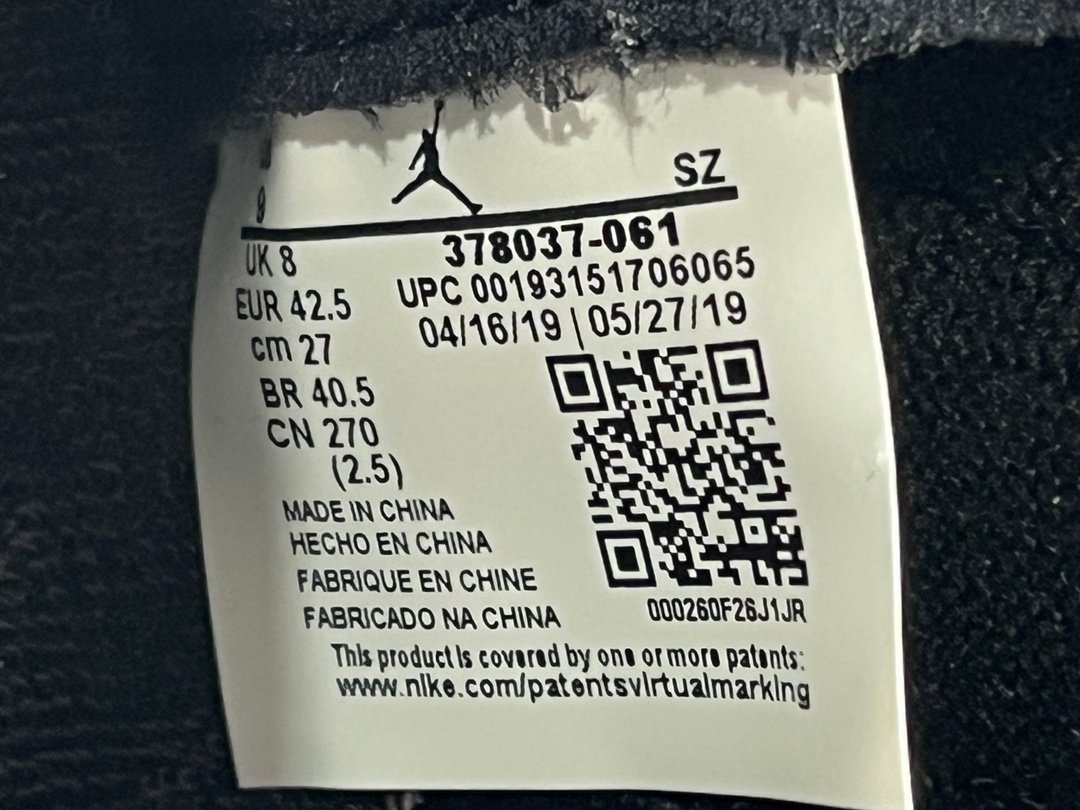 SZ
9
378037-061
UK 8
UPC 00193151706065
EUR 42.5
04/16/19 | 05/27/19
cm 27
BR 40.5
CN 270
(2.5)
MADE IN CHINA
HECHO EN CHINA
FABRIQUE EN CHINE
FABRICADO NA CHINA
000260F26J1JR
This product is covered by one or more patents:
www.nike.com/patentsvirtualmarking